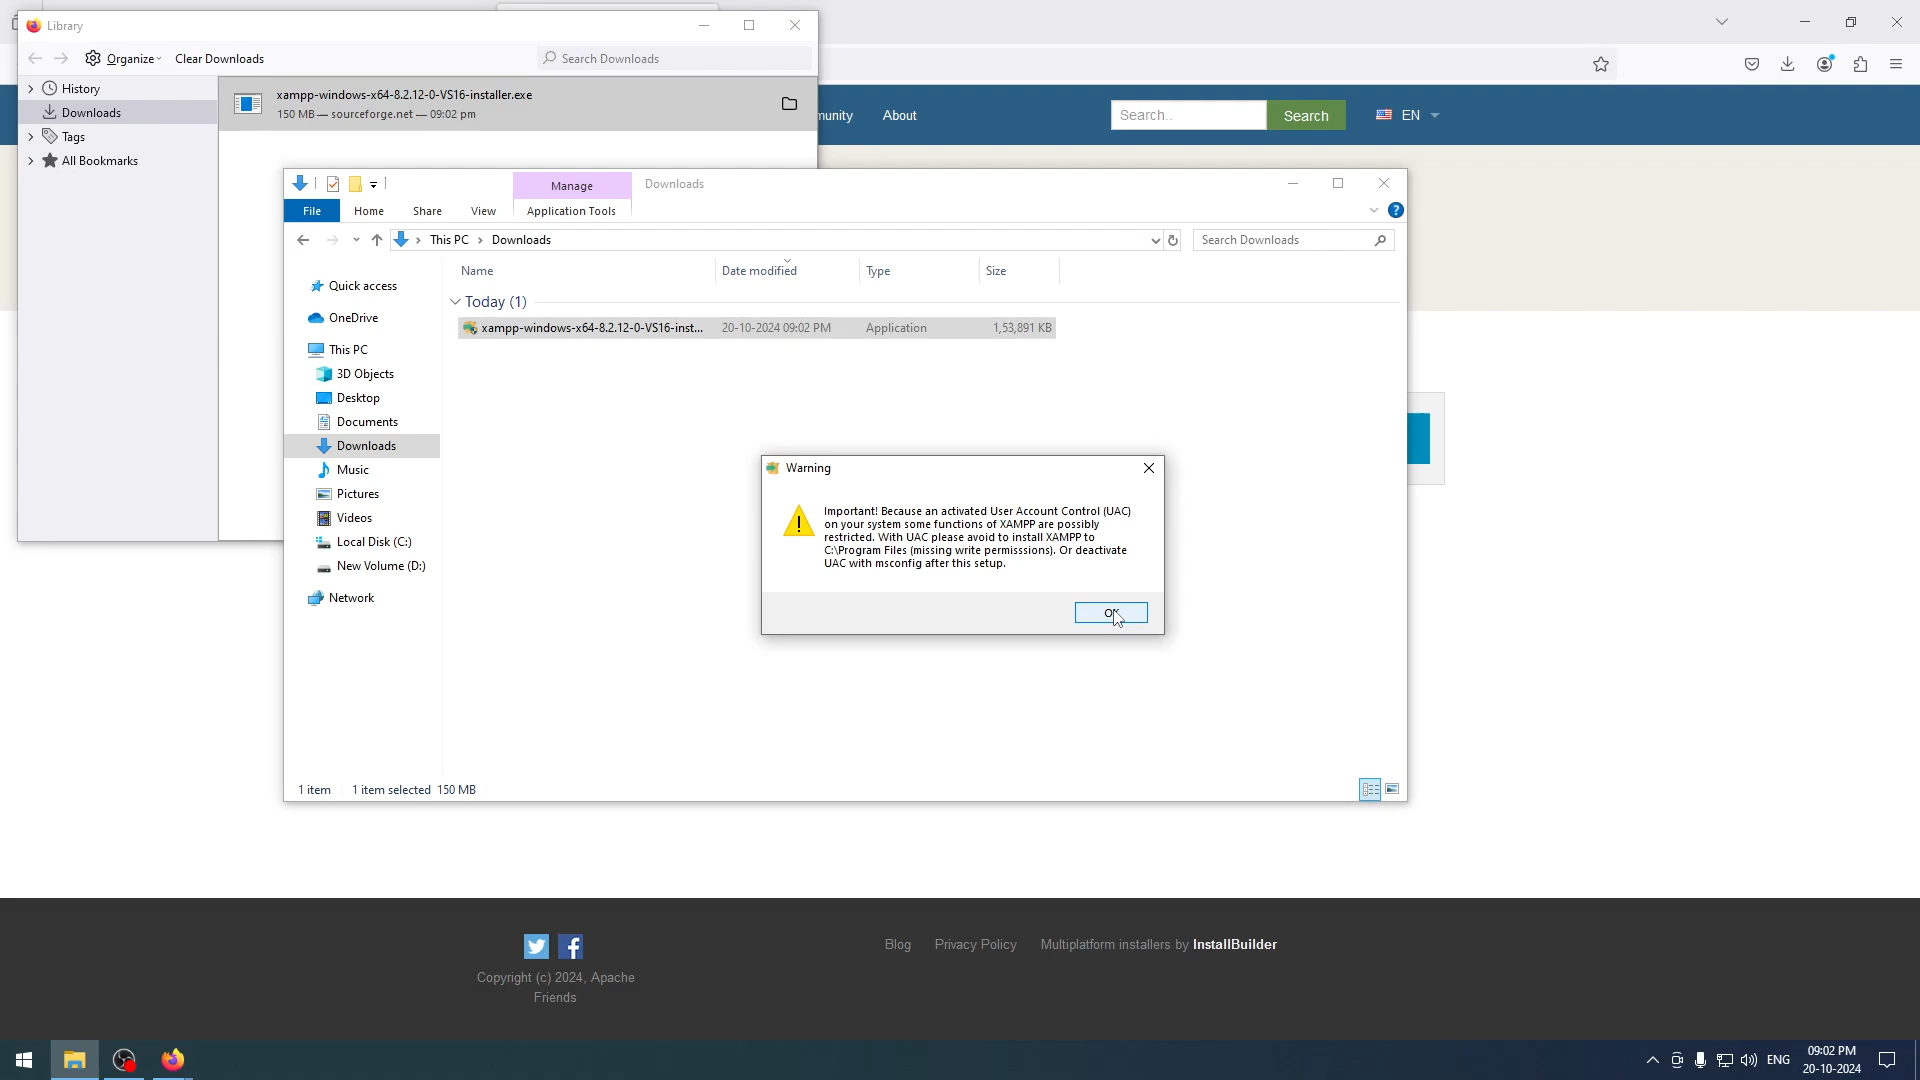 Library
Organize
Clear Downloads
Search Downloads
History
Downloads
Tags
All Bookmarks
xampp-windows-x64-8.2.12-0-VS16-installer.exe
150 MB — sourceforge.net — 09:02 pm
munity
About
Search..
Search
EN
Manage
Downloads
File
Home
Share
View
Application Tools
This PC
Downloads
Search Downloads
Name
Date modified
Type
Size
Today (1)
xampp-windows-x64-8.2.12-0-VS16-inst...
20-10-2024 09:02 PM
Application
1,53,891 KB
Quick access
OneDrive
This PC
3D Objects
Desktop
Documents
Downloads
Music
Pictures
Videos
Local Disk (C:)
New Volume (D:)
Network
Warning
Important! Because an activated User Account Control (UAC)
on your system some functions of XAMPP are possibly
restricted. With UAC please avoid to install XAMPP to
C:\Program Files (missing write permisssions). Or deactivate
UAC with msconfig after this setup.
OK
1 item
1 item selected 150 MB
Blog
Privacy Policy
Multiplatform installers by InstallBuilder
Copyright (c) 2024, Apache
Friends
ENG
09:02 PM
20-10-2024